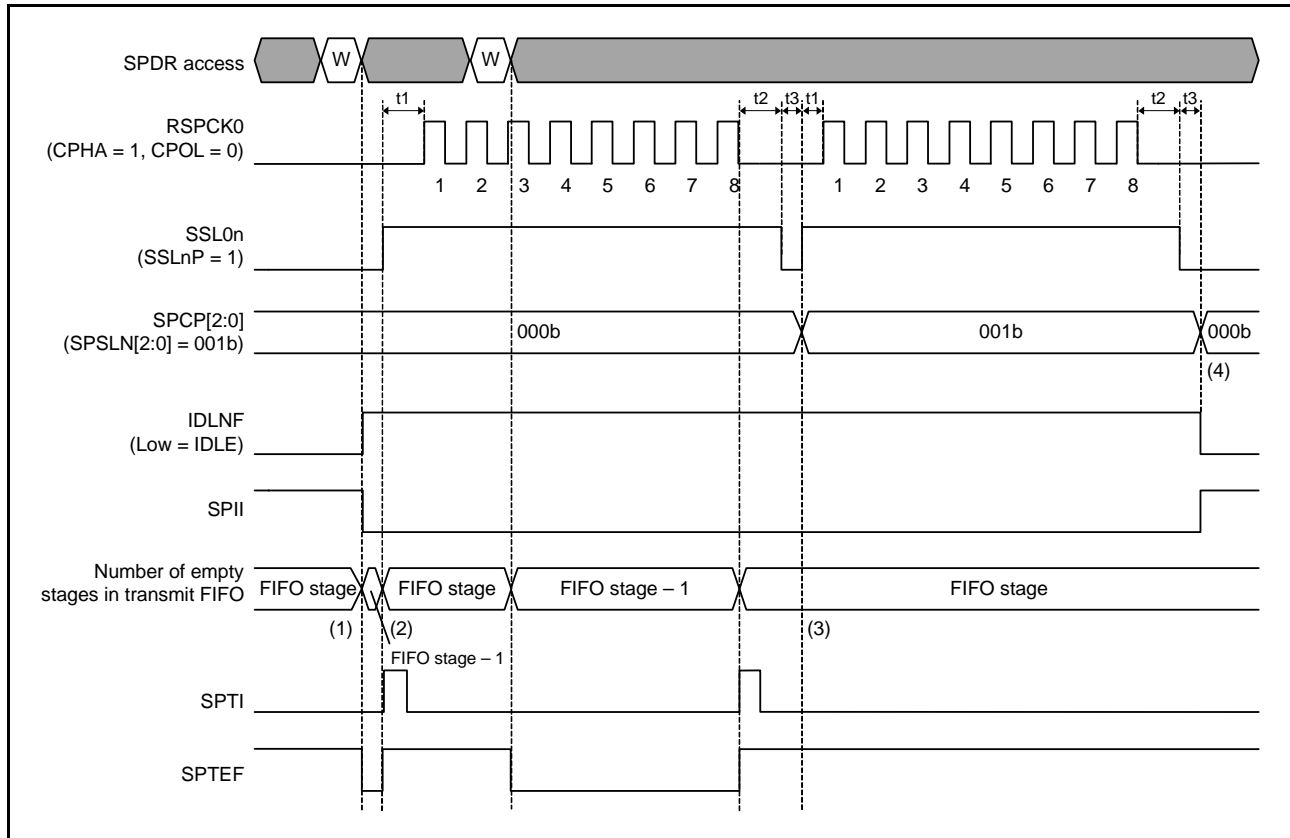 SPDR access
W
W
t1
t2
t3
t1
t2
t3
RSPCK0
(CPHA = 1, CPOL = 0)
1 2 3 4 5 6 7 8 1 2 3 4 5 6 7 8
SSL0n
(SSLnP = 1)
SPCP[2:0]
(SPSLN[2:0] = 001b)
000b
001b
000b
(4)
IDLNF
(Low = IDLE)
SPII
Number of empty
stages in transmit FIFO
FIFO stage
FIFO stage
FIFO stage – 1
FIFO stage
(1)
(2)
(3)
FIFO stage – 1
SPTI
SPTEF